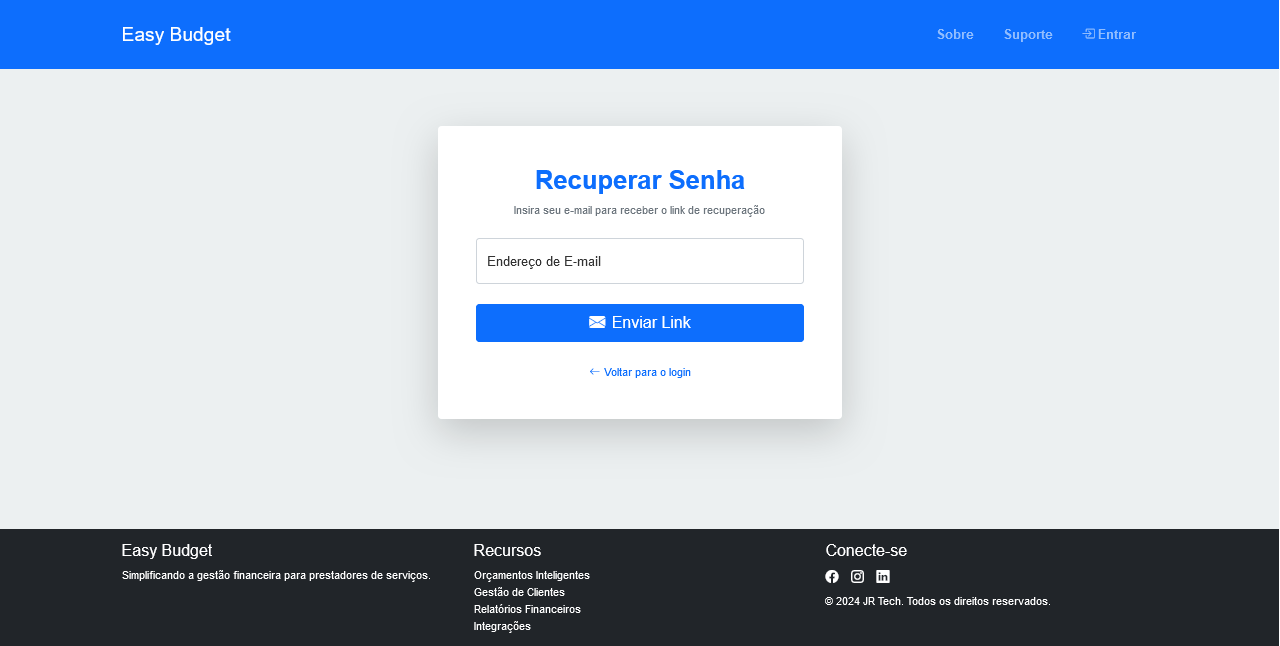 Easy Budget
Sobre
Suporte
Entrar
Recuperar Senha
Insira seu e-mail para receber o link de recuperação
Endereço de E-mail
Enviar Link
Voltar para o login
Easy Budget
Simplificando a gestão financeira para prestadores de serviços.
Recursos
Orçamentos Inteligentes
Gestão de Clientes
Relatórios Financeiros
Integrações
Conecte-se
© 2024 JR Tech. Todos os direitos reservados.